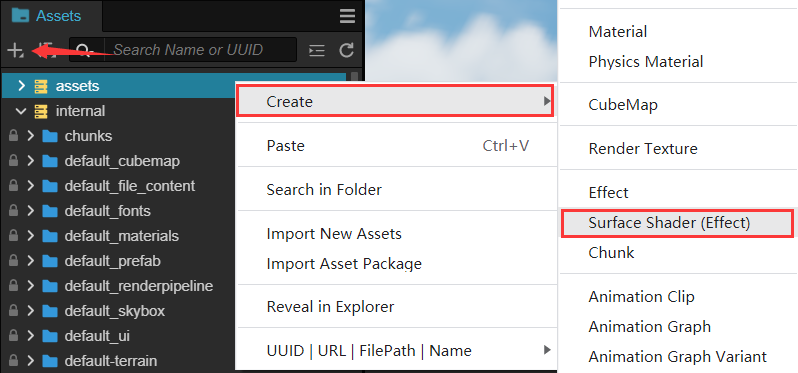 Assets
Search Name or UUID
assets
internal
chunks
default_cubemap
default_file_content
default_fonts
default_materials
default_prefab
default_renderpipeline
default_skybox
default_ui
default-terrain
Create
Paste Ctrl+V
Search in Folder
Import New Assets
Import Asset Package
Reveal in Explorer
UUID | URL | FilePath | Name
Material
Physics Material
CubeMap
Render Texture
Effect
Surface Shader (Effect)
Chunk
Animation Clip
Animation Graph
Animation Graph Variant